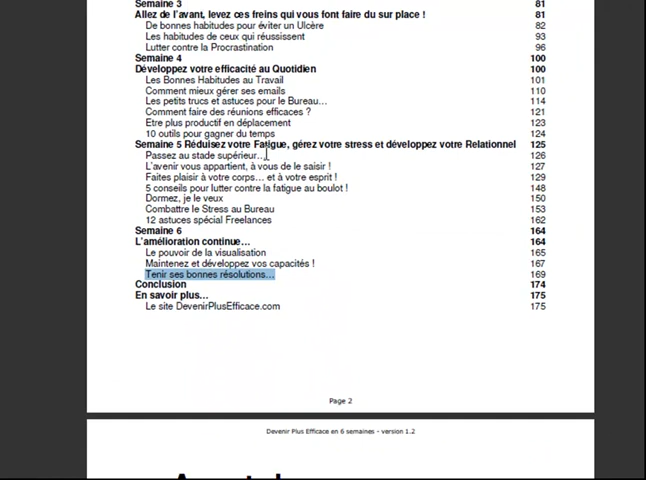 Semaine 3 81
Allez de l'avant, levez ces freins qui vous font faire du sur place ! 81
De bonnes habitudes pour éviter un Ulcère 82
Les habitudes de ceux qui réussissent 93
Lutter contre la Procrastination 96
Semaine 4 100
Développez votre efficacité au Quotidien 100
Les Bonnes Habitudes au Travail 101
Comment mieux gérer ses emails 110
Les petits trucs et astuces pour le Bureau… 114
Comment faire des réunions efficaces ? 121
Etre plus productif en déplacement 123
10 outils pour gagner du temps 124
Semaine 5 Réduisez votre Fatigue, gérez votre stress et développez votre Relationnel 125
Passez au stade supérieur… 126
L'avenir vous appartient, à vous de le saisir ! 127
Faites plaisir à votre corps… et à votre esprit ! 129
5 conseils pour lutter contre la fatigue au boulot ! 148
Dormez, je le veux 150
Combattre le Stress au Bureau 153
12 astuces spécial Freelances 162
Semaine 6 164
L'amélioration continue… 164
Le pouvoir de la visualisation 165
Maintenez et développez vos capacités ! 167
Tenir ses bonnes résolutions… 169
Conclusion 174
En savoir plus… 175
Le site DevenirPlusEfficace.com 175
Page 2
Devenir Plus Efficace en 6 semaines - version 1.2